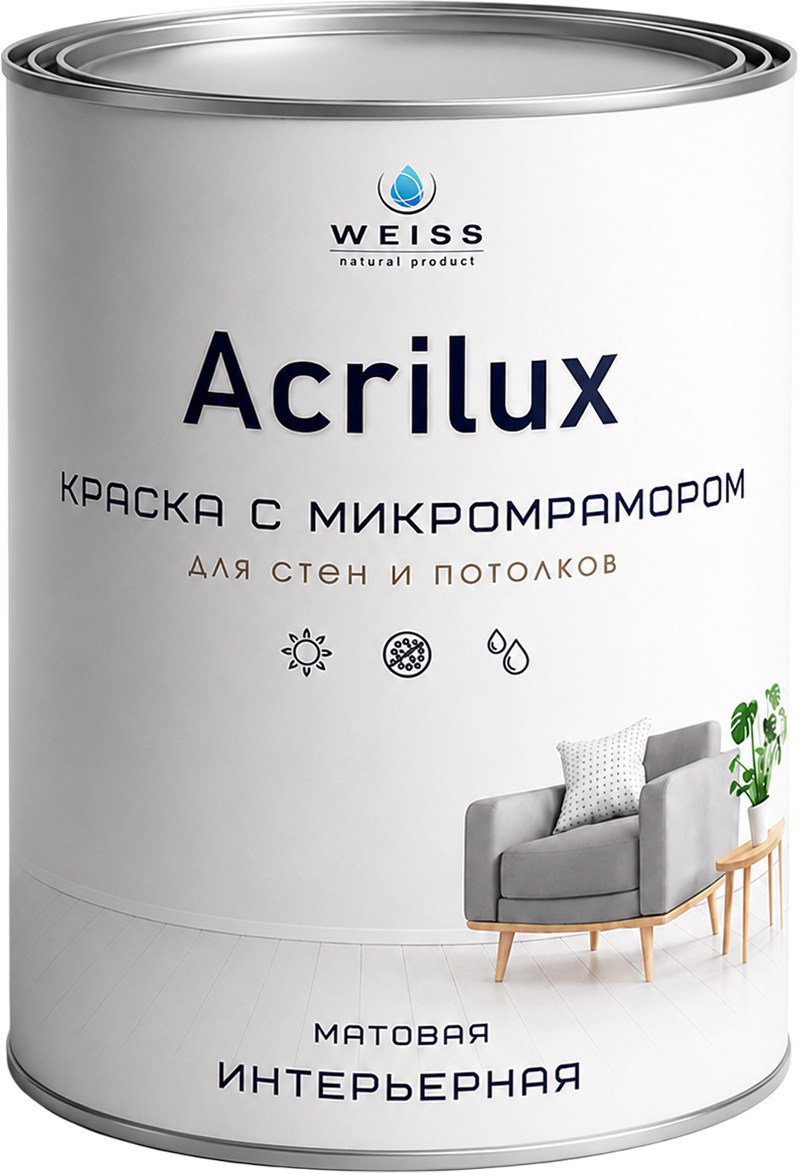 WEISS
natural product
Acrilux
КРАСКА С МИКРОМРАМОРОМ
ДЛЯ СТЕН И ПОТОЛКОВ
МАТОВАЯ
ИНТЕРЬЕРНАЯ